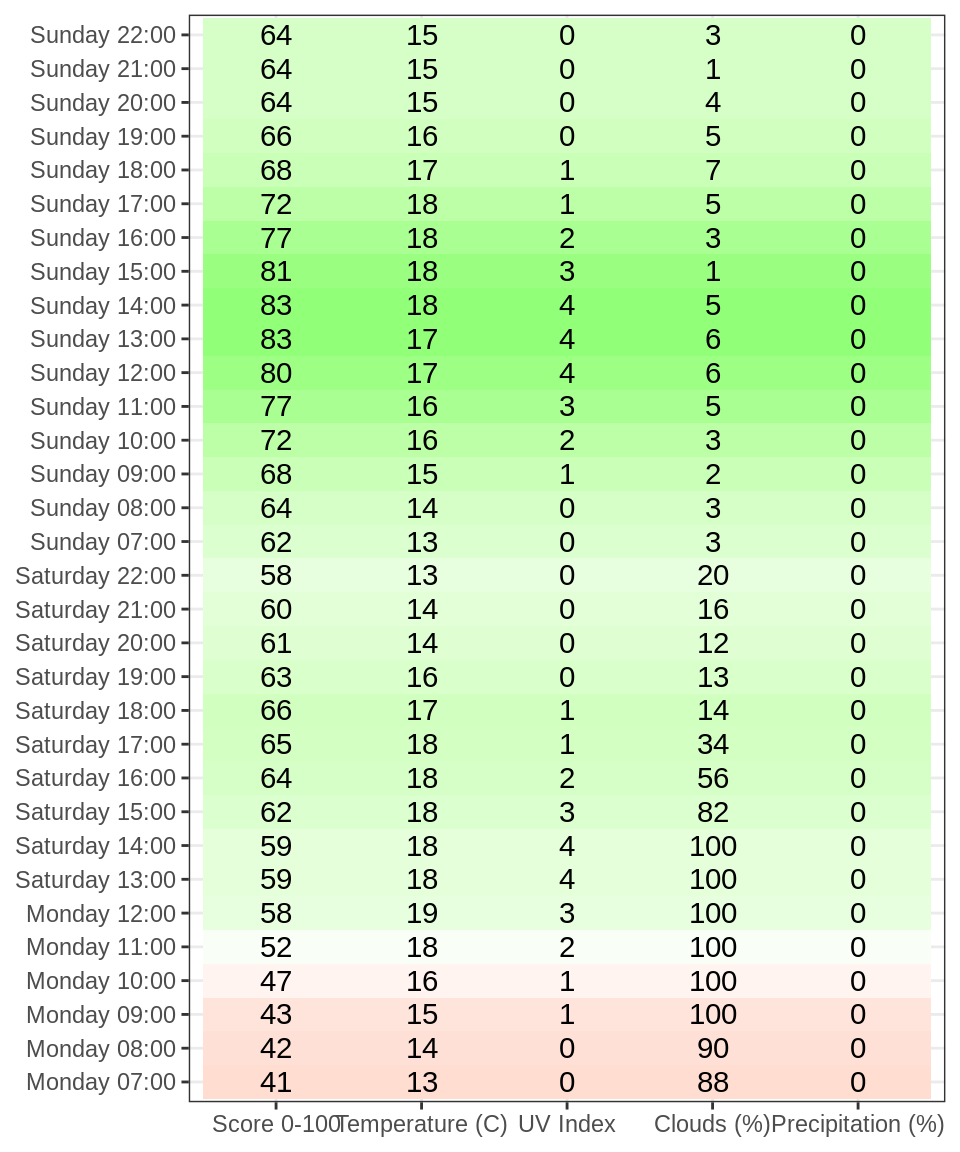 Sunday 22:00 64 15 0 3 0
Sunday 21:00 64 15 0 1 0
Sunday 20:00 64 15 0 4 0
Sunday 19:00 66 16 0 5 0
Sunday 18:00 68 17 1 7 0
Sunday 17:00 72 18 1 5 0
Sunday 16:00 77 18 2 3 0
Sunday 15:00 81 18 3 1 0
Sunday 14:00 83 18 4 5 0
Sunday 13:00 83 17 4 6 0
Sunday 12:00 80 17 4 6 0
Sunday 11:00 77 16 3 5 0
Sunday 10:00 72 16 2 3 0
Sunday 09:00 68 15 1 2 0
Sunday 08:00 64 14 0 3 0
Sunday 07:00 62 13 0 3 0
Saturday 22:00 58 13 0 20 0
Saturday 21:00 60 14 0 16 0
Saturday 20:00 61 14 0 12 0
Saturday 19:00 63 16 0 13 0
Saturday 18:00 66 17 1 14 0
Saturday 17:00 65 18 1 34 0
Saturday 16:00 64 18 2 56 0
Saturday 15:00 62 18 3 82 0
Saturday 14:00 59 18 4 100 0
Saturday 13:00 59 18 4 100 0
Monday 12:00 58 19 3 100 0
Monday 11:00 52 18 2 100 0
Monday 10:00 47 16 1 100 0
Monday 09:00 43 15 1 100 0
Monday 08:00 42 14 0 90 0
Monday 07:00 41 13 0 88 0
Score 0-100 Temperature (C) UV Index Clouds (%) Precipitation (%)